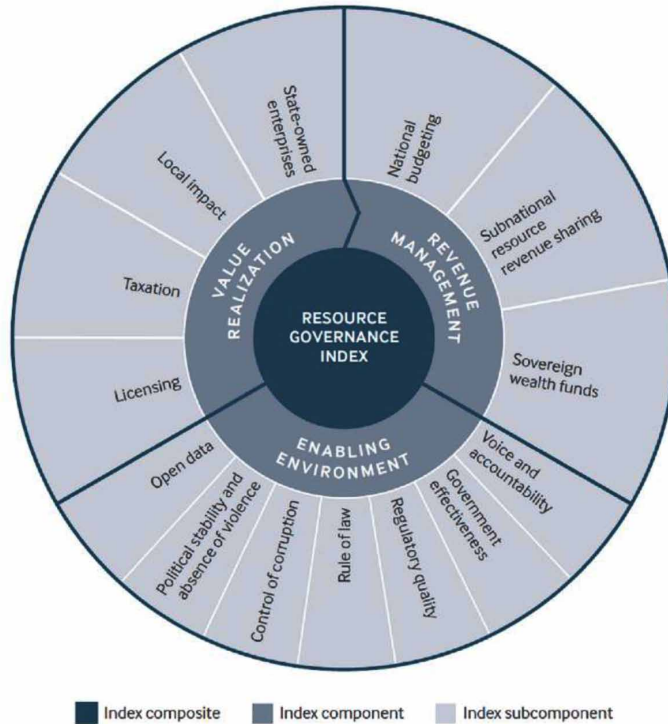 RESOURCE
GOVERNANCE
INDEX
VALUE
REALIZATION
REVENUE
MANAGEMENT
ENABLING
ENVIRONMENT
State-owned
enterprises
Local impact
Taxation
Licensing
National
budgeting
Subnational
resource
revenue sharing
Sovereign
wealth funds
Voice and
accountability
Government
effectiveness
Regulatory quality
Rule of law
Control of corruption
Political stability and
absence of violence
Open data
Index composite
Index component
Index subcomponent